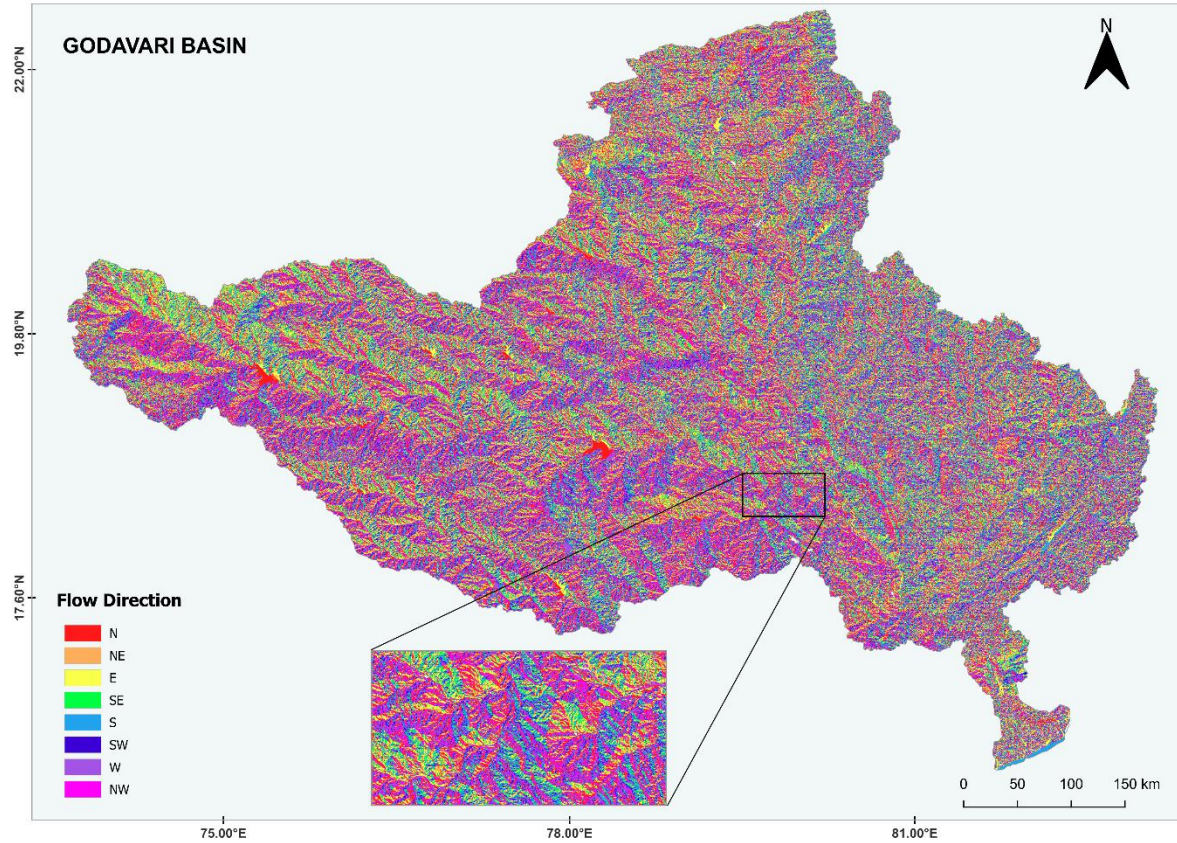 GODAVARI BASIN
N
22.00°N
19.80°N
17.60°N
Flow Direction
N
NE
E
SE
S
SW
W
NW
0 50 100 150 km
75.00°E 78.00°E 81.00°E